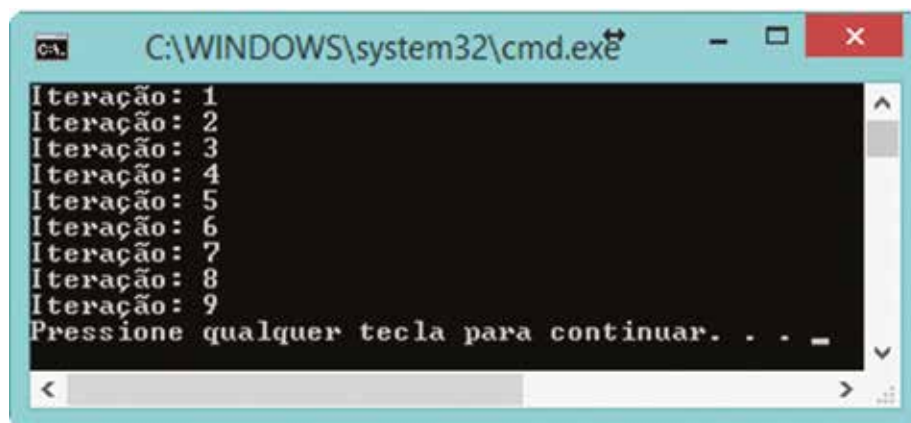 C:\WINDOWS\system32\cmd.exe
Iteração: 1
Iteração: 2
Iteração: 3
Iteração: 4
Iteração: 5
Iteração: 6
Iteração: 7
Iteração: 8
Iteração: 9
Pressione qualquer tecla para continuar. . . _